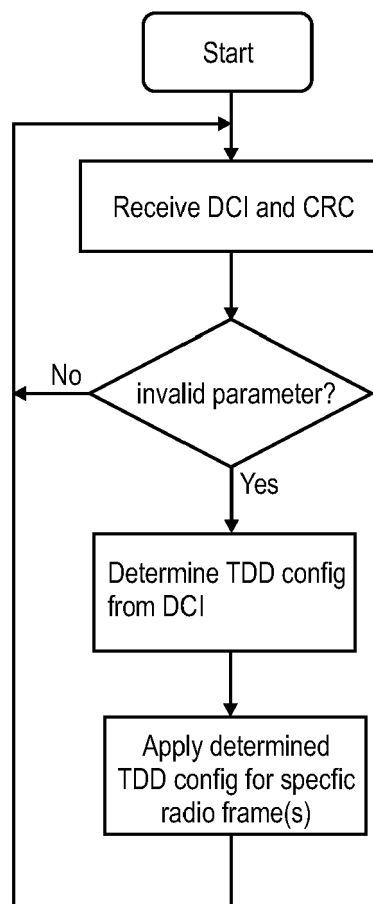 Start
Receive DCI and CRC
invalid parameter?
No
Yes
Determine TDD config
from DCI
Apply determined
TDD config for specfic
radio frame(s)